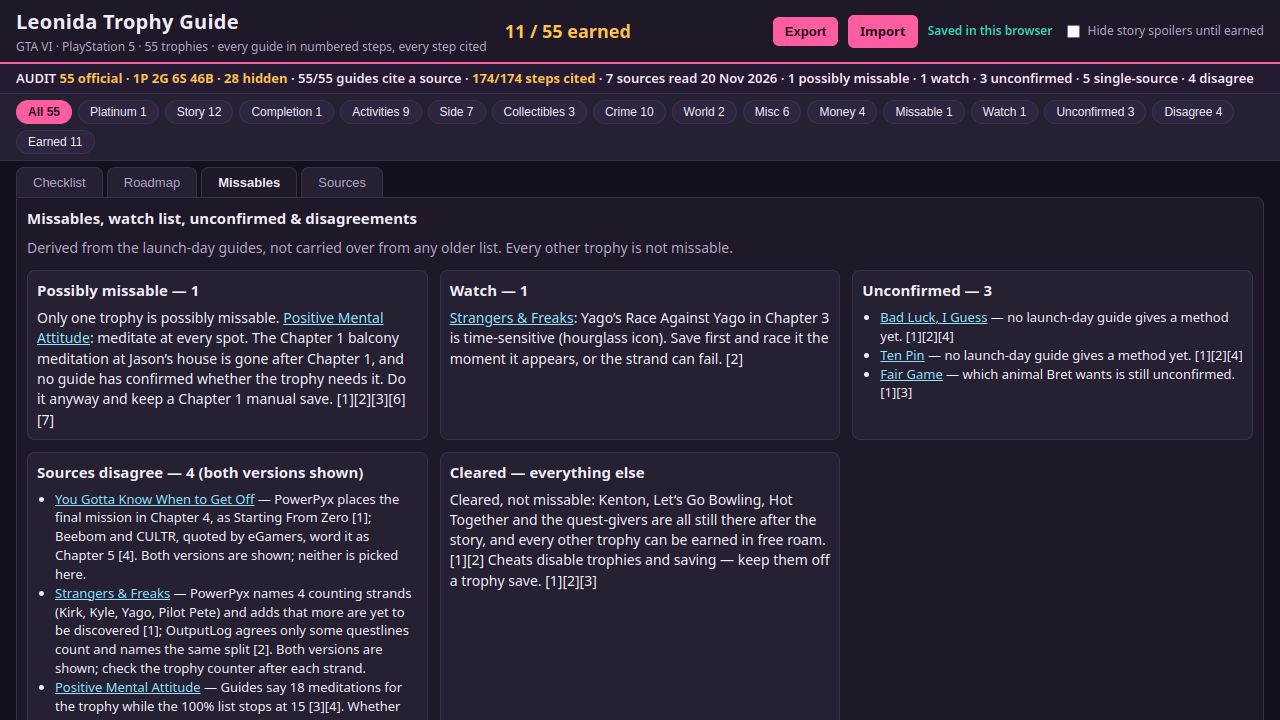 Leonida Trophy Guide
GTA VI · PlayStation 5 · 55 trophies · every guide in numbered steps, every step cited
11 / 55 earned
Export
Import
Saved in this browser
Hide story spoilers until earned
AUDIT 55 official · 1P 2G 6S 46B · 28 hidden · 55/55 guides cite a source · 174/174 steps cited · 7 sources read 20 Nov 2026 · 1 possibly missable · 1 watch · 3 unconfirmed · 5 single-source · 4 disagree
All 55
Platinum 1
Story 12
Completion 1
Activities 9
Side 7
Collectibles 3
Crime 10
World 2
Misc 6
Money 4
Missable 1
Watch 1
Unconfirmed 3
Disagree 4
Earned 11
Checklist
Roadmap
Missables
Sources
Missables, watch list, unconfirmed & disagreements
Derived from the launch-day guides, not carried over from any older list. Every other trophy is not missable.
Possibly missable — 1
Only one trophy is possibly missable. Positive Mental
Attitude: meditate at every spot. The Chapter 1 balcony
meditation at Jason’s house is gone after Chapter 1, and
no guide has confirmed whether the trophy needs it. Do
it anyway and keep a Chapter 1 manual save. [1][2][3][6]
[7]
Watch — 1
Strangers & Freaks: Yago’s Race Against Yago in Chapter 3
is time-sensitive (hourglass icon). Save first and race it the
moment it appears, or the strand can fail. [2]
Unconfirmed — 3
Bad Luck, I Guess — no launch-day guide gives a method
yet. [1][2][4]
Ten Pin — no launch-day guide gives a method yet. [1][2][4]
Fair Game — which animal Bret wants is still unconfirmed.
[1][3]
Sources disagree — 4 (both versions shown)
You Gotta Know When to Get Off — PowerPyx places the
final mission in Chapter 4, as Starting From Zero [1];
Beebom and CULTR, quoted by eGamers, word it as
Chapter 5 [4]. Both versions are shown; neither is picked
here.
Strangers & Freaks — PowerPyx names 4 counting strands
(Kirk, Kyle, Yago, Pilot Pete) and adds that more are yet to
be discovered [1]; OutputLog agrees only some questlines
count and names the same split [2]. Both versions are
shown; check the trophy counter after each strand.
Positive Mental Attitude — Guides say 18 meditations for
the trophy while the 100% list stops at 15 [3][4]. Whether
Cleared — everything else
Cleared, not missable: Kenton, Let’s Go Bowling, Hot
Together and the quest-givers are all still there after the
story, and every other trophy can be earned in free roam.
[1][2] Cheats disable trophies and saving — keep them off
a trophy save. [1][2][3]